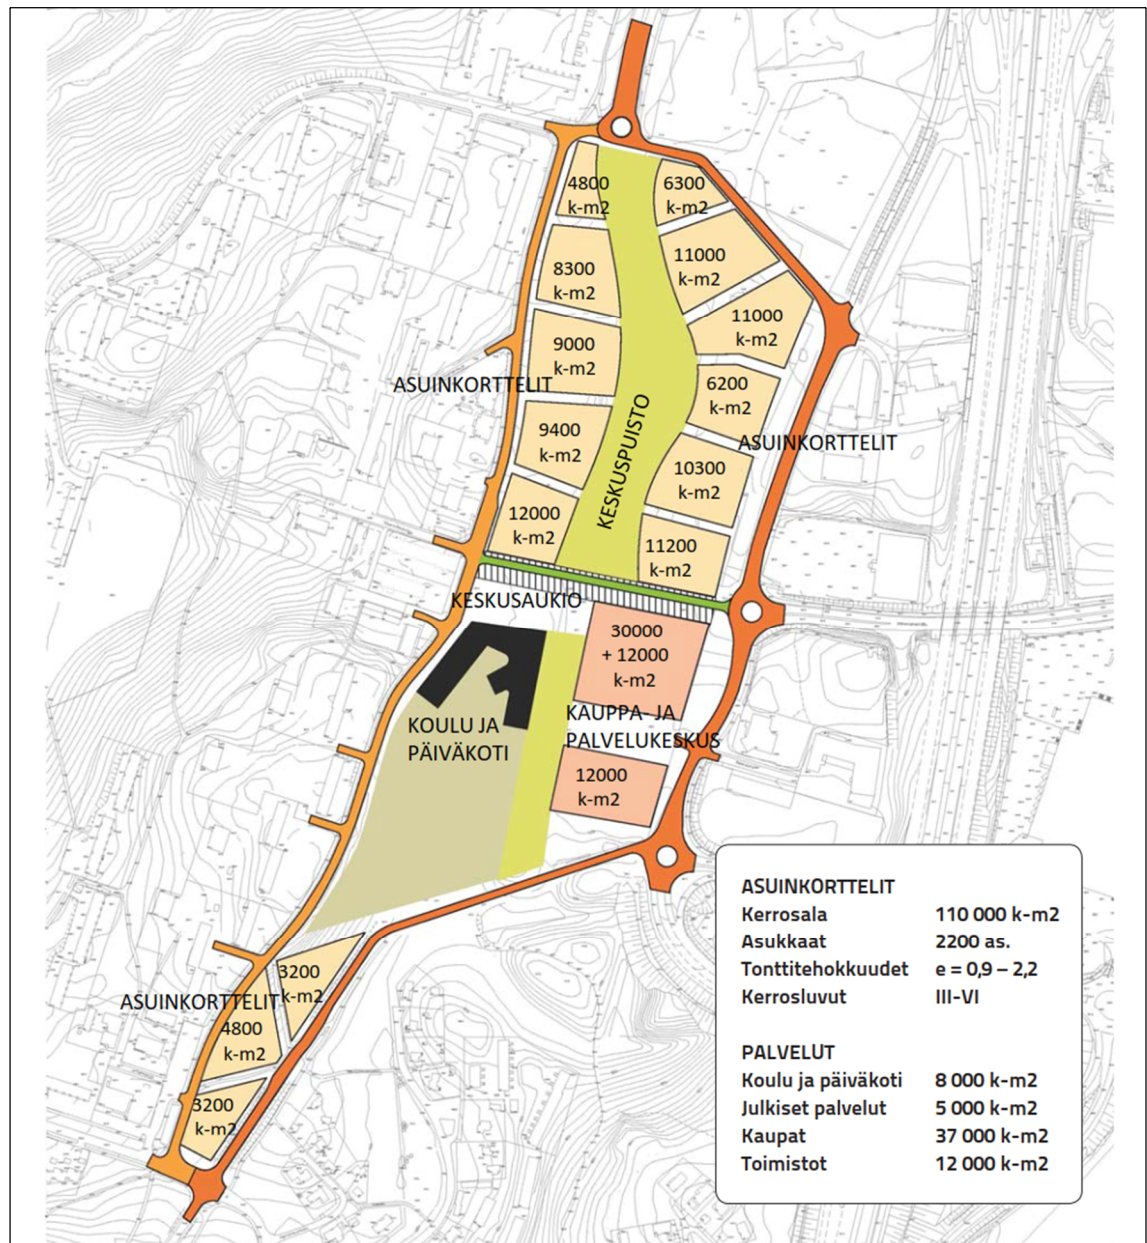 4800
k-m2
6300
k-m2
8300
k-m2
11000
k-m2
9000
k-m2
11000
k-m2
ASUINKORTTELIT
6200
k-m2
9400
k-m2
KESKUSPUISTO
ASUINKORTTELIT
10300
k-m2
12000
k-m2
11200
k-m2
KESKUSAUKIO
30000
+ 12000
k-m2
KOULU JA
PÄIVÄKOTI
KAUPPA- JA
PALVELUKESKUS
12000
k-m2
3200
k-m2
ASUINKORTTELIT
4800
k-m2
3200
k-m2
ASUINKORTTELIT
Kerrosala 110 000 k-m2
Asukkaat 2200 as.
Tonttitehokkuudet e = 0,9 – 2,2
Kerrosluvut III-VI
PALVELUT
Koulu ja päiväkoti 8 000 k-m2
Julkiset palvelut 5 000 k-m2
Kaupat 37 000 k-m2
Toimistot 12 000 k-m2